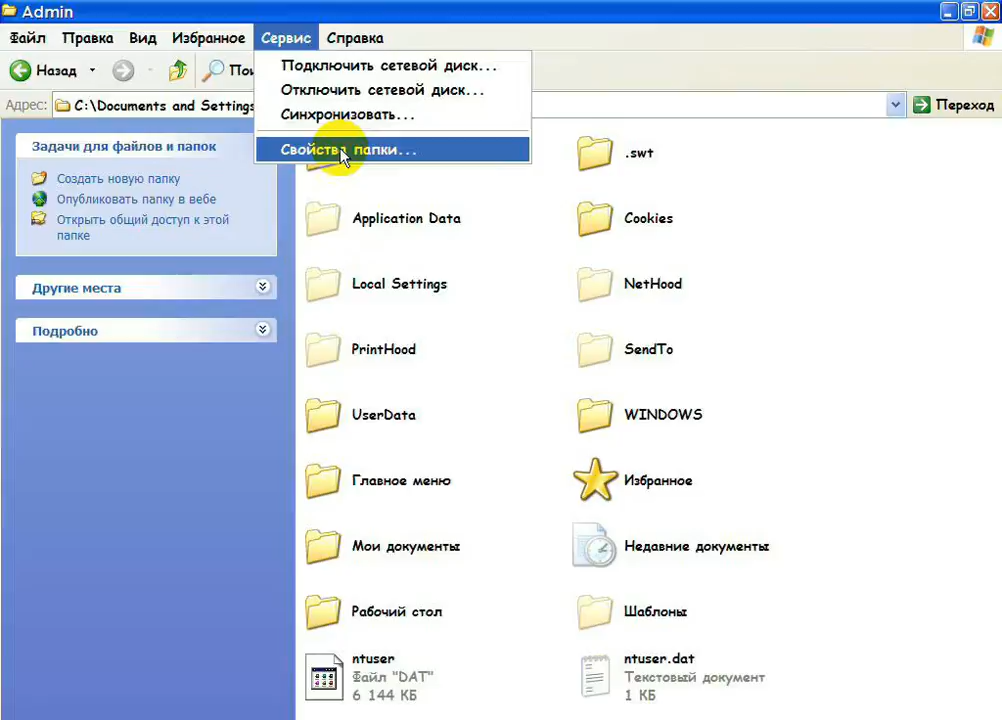 Admin
Файл Правка Вид Избранное Сервис Справка
Назад
Подключить сетевой диск...
Отключить сетевой диск...
Синхронизовать...
Свойства папки...
Адрес: C:\Documents and Settings
Переход
Задачи для файлов и папок
Создать новую папку
Опубликовать папку в вебе
Открыть общий доступ к этой
папке
Другие места
Подробно
.swt
Application Data
Cookies
Local Settings
NetHood
PrintHood
SendTo
UserData
WINDOWS
Главное меню
Избранное
Мои документы
Недавние документы
Рабочий стол
Шаблоны
ntuser
Файл "DAT"
6 144 КБ
ntuser.dat
Текстовый документ
1 КБ